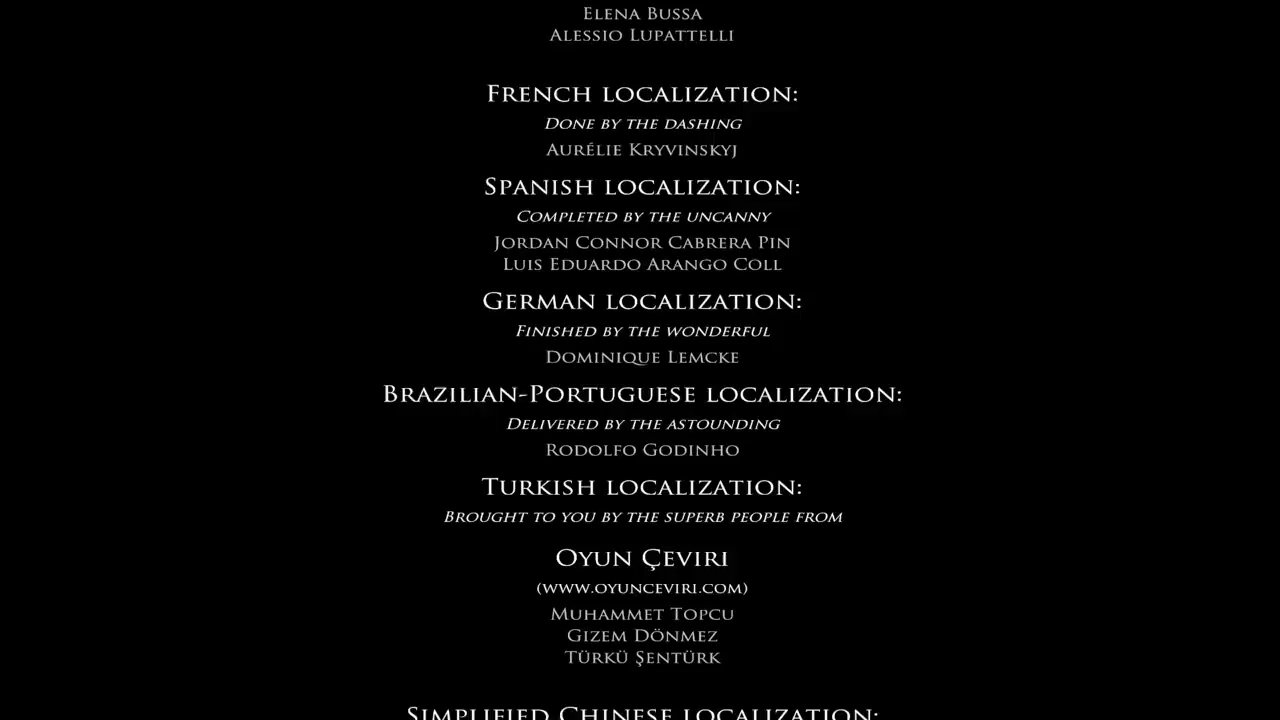 Elena Bussa
Alessio Lupattelli
French localization:
Done by the dashing
Aurélie Kryvinskyj
Spanish localization:
Completed by the uncanny
Jordan Connor Cabrera Pin
Luis Eduardo Arango Coll
German localization:
Finished by the wonderful
Dominique Lemcke
Brazilian-Portuguese localization:
Delivered by the astounding
Rodolfo Godinho
Turkish localization:
Brought to you by the superb people from
Oyun Çeviri
(www.oyunceviri.com)
Muhammet Topcu
Gizem Dönmez
Türkü Şentürk
Simplified Chinese localization: